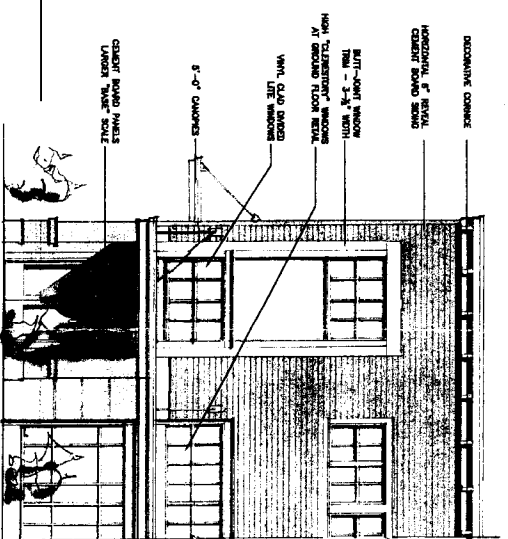 DECORATIVE CORNICE
HORIZONTAL 8" REVEAL
CEMENT BOARD SIDING
BUTT-JOINT WINDOW
TRIM - 3-½" WIDTH
HIGH "CLERESTORY" WINDOWS
AT GROUND FLOOR RETAIL
VINYL CLAD DIVIDED
LITE WINDOWS
5'-0" CANOPIES
CEMENT BOARD PANELS
LARGER "BASE" SCALE